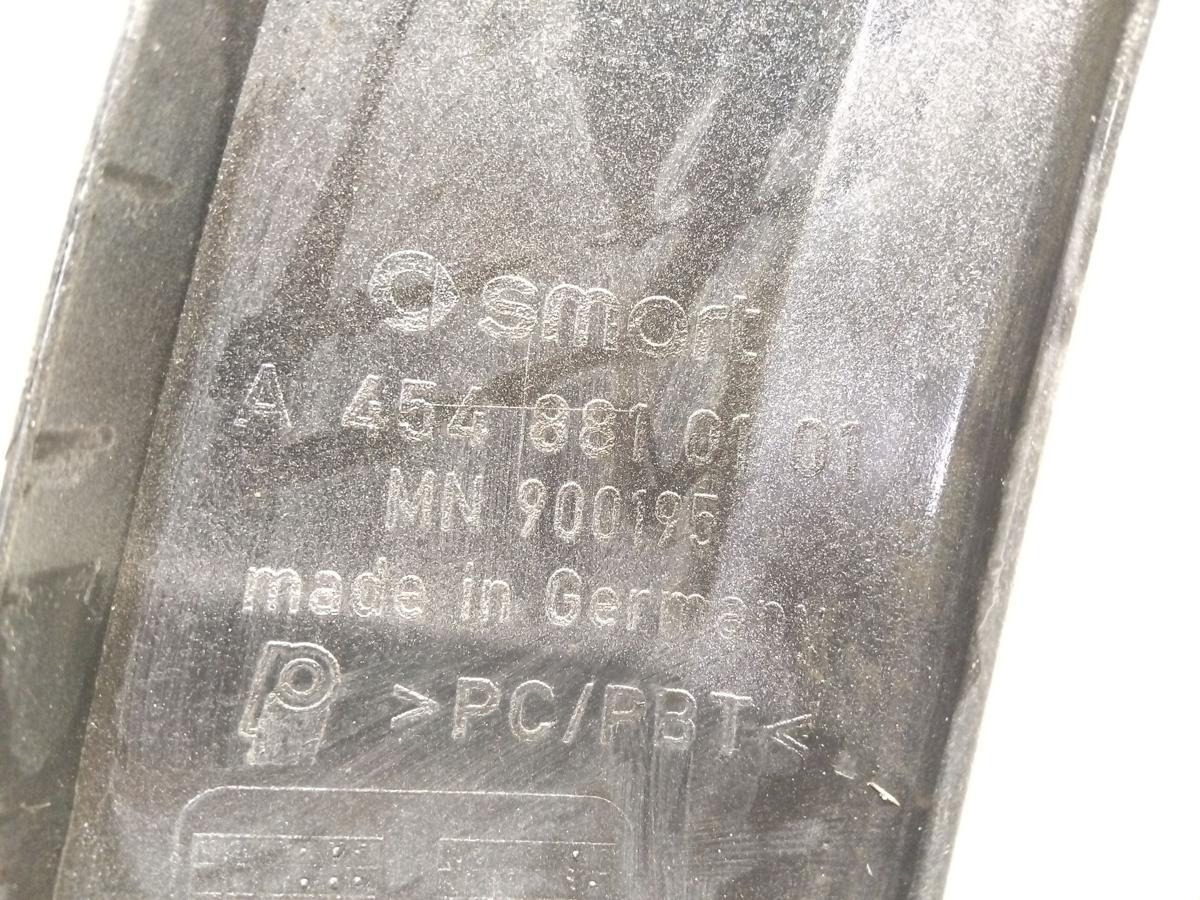 smart
A 454 881 01 01
MN 900195
made in Germany
>PC/PBT<